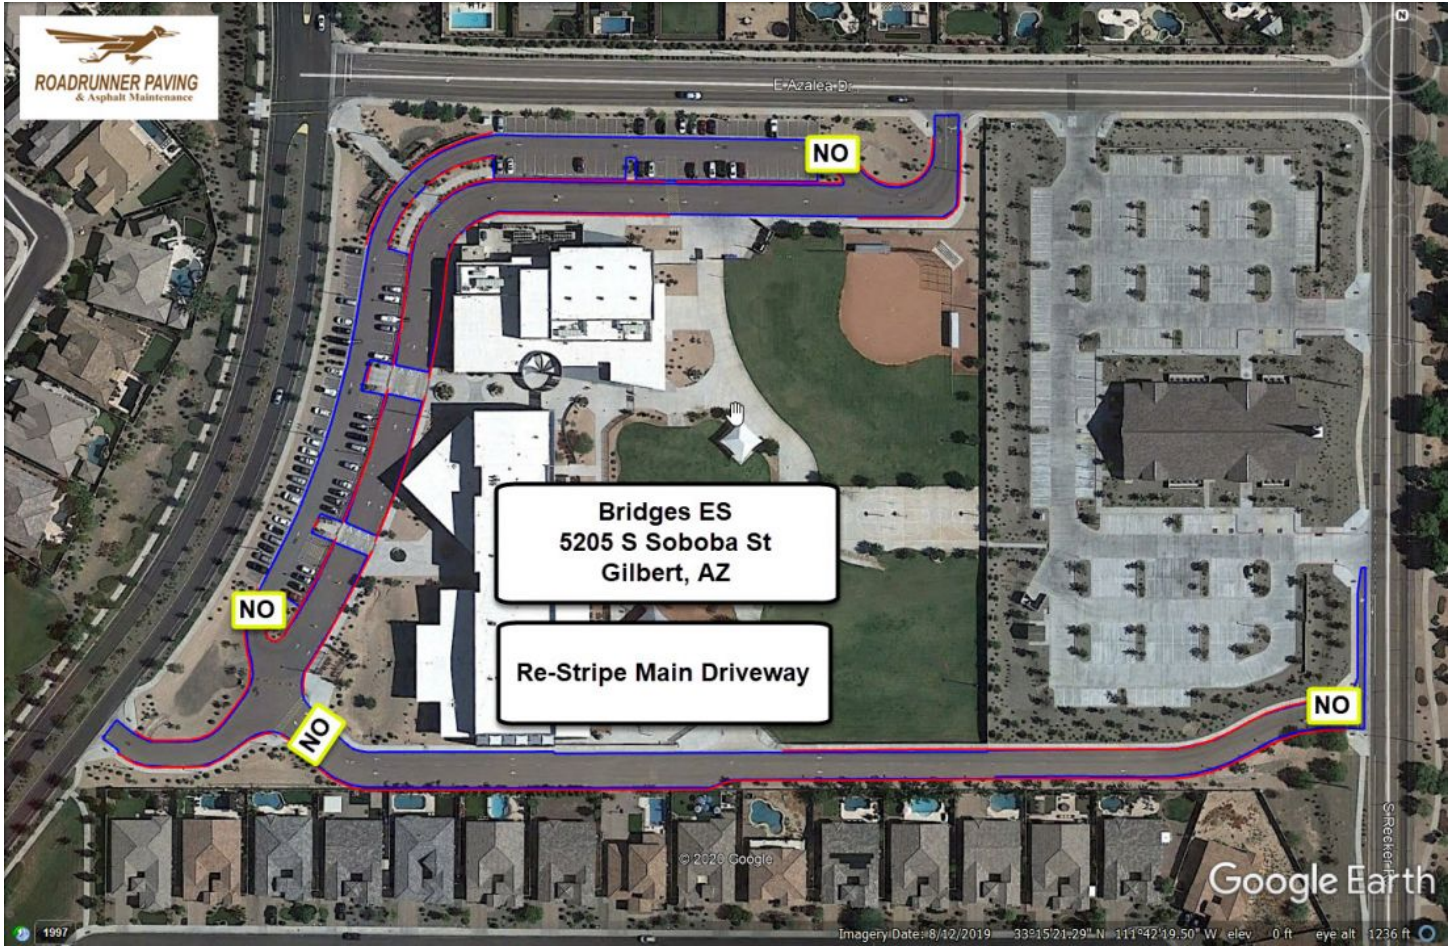 N
ROADRUNNER PAVING
& Asphalt Maintenance
E Azalea Dr
NO
Bridges ES
5205 S Soboba St
Gilbert, AZ
NO
Re-Stripe Main Driveway
NO
NO
© 2020 Google
Google Earth
1997
Imagery Date: 8/12/2019 33°15'21.29" N 111°42'19.50" W elev 0 ft eye alt 1236 ft